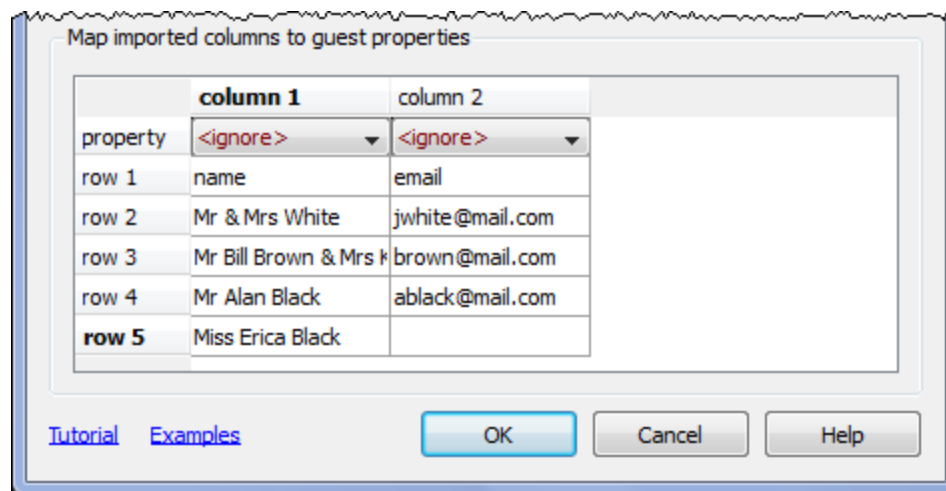 Map imported columns to guest properties
column 1 column 2
property <ignore> <ignore>
row 1 name email
row 2 Mr & Mrs White jwhite@mail.com
row 3 Mr Bill Brown & Mrs brown@mail.com
row 4 Mr Alan Black ablack@mail.com
row 5 Miss Erica Black
Tutorial Examples OK Cancel Help